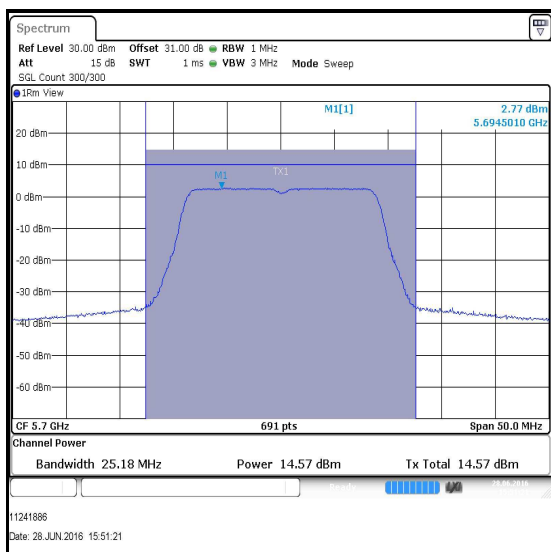 Spectrum
Ref Level 30.00 dBm Offset 31.00 dB RBW 1 MHz
Att 15 dB SWT 1 ms VBW 3 MHz Mode Sweep
SGL Count 300/300
1Rm View
M1[1] 2.77 dBm
5.6945010 GHz
20 dBm
10 dBm
M1 TX1
0 dBm
-10 dBm
-20 dBm
-30 dBm
-40 dBm
-50 dBm
-60 dBm
CF 5.7 GHz 691 pts Span 50.0 MHz
Channel Power
Bandwidth 25.18 MHz Power 14.57 dBm Tx Total 14.57 dBm
Ready 28.06.2016
11241886
Date: 28.JUN.2016 15:51:21